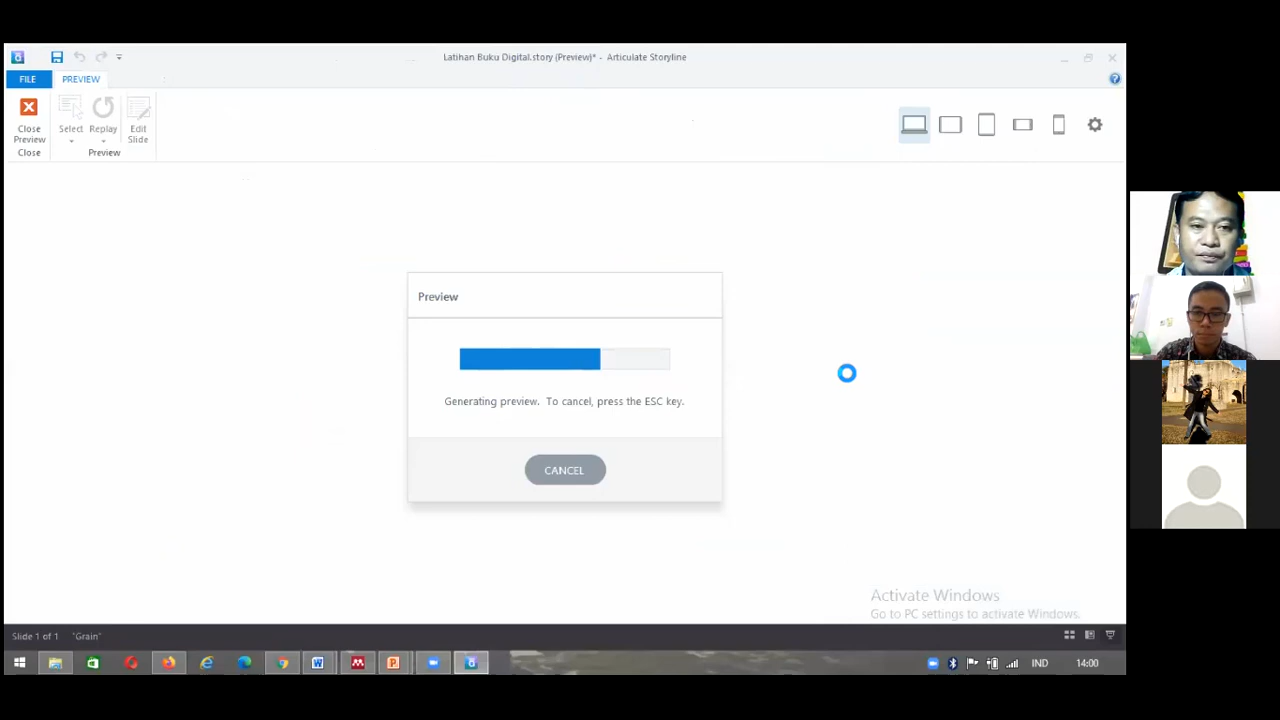 Latihan Buku Digital.story (Preview)* - Articulate Storyline
FILE PREVIEW
Close Preview
Select
Replay
Edit Slide
Close
Preview
Preview
Generating preview. To cancel, press the ESC key.
CANCEL
Activate Windows
Go to PC settings to activate Windows.
Slide 1 of 1 "Grain"
IND 14:00